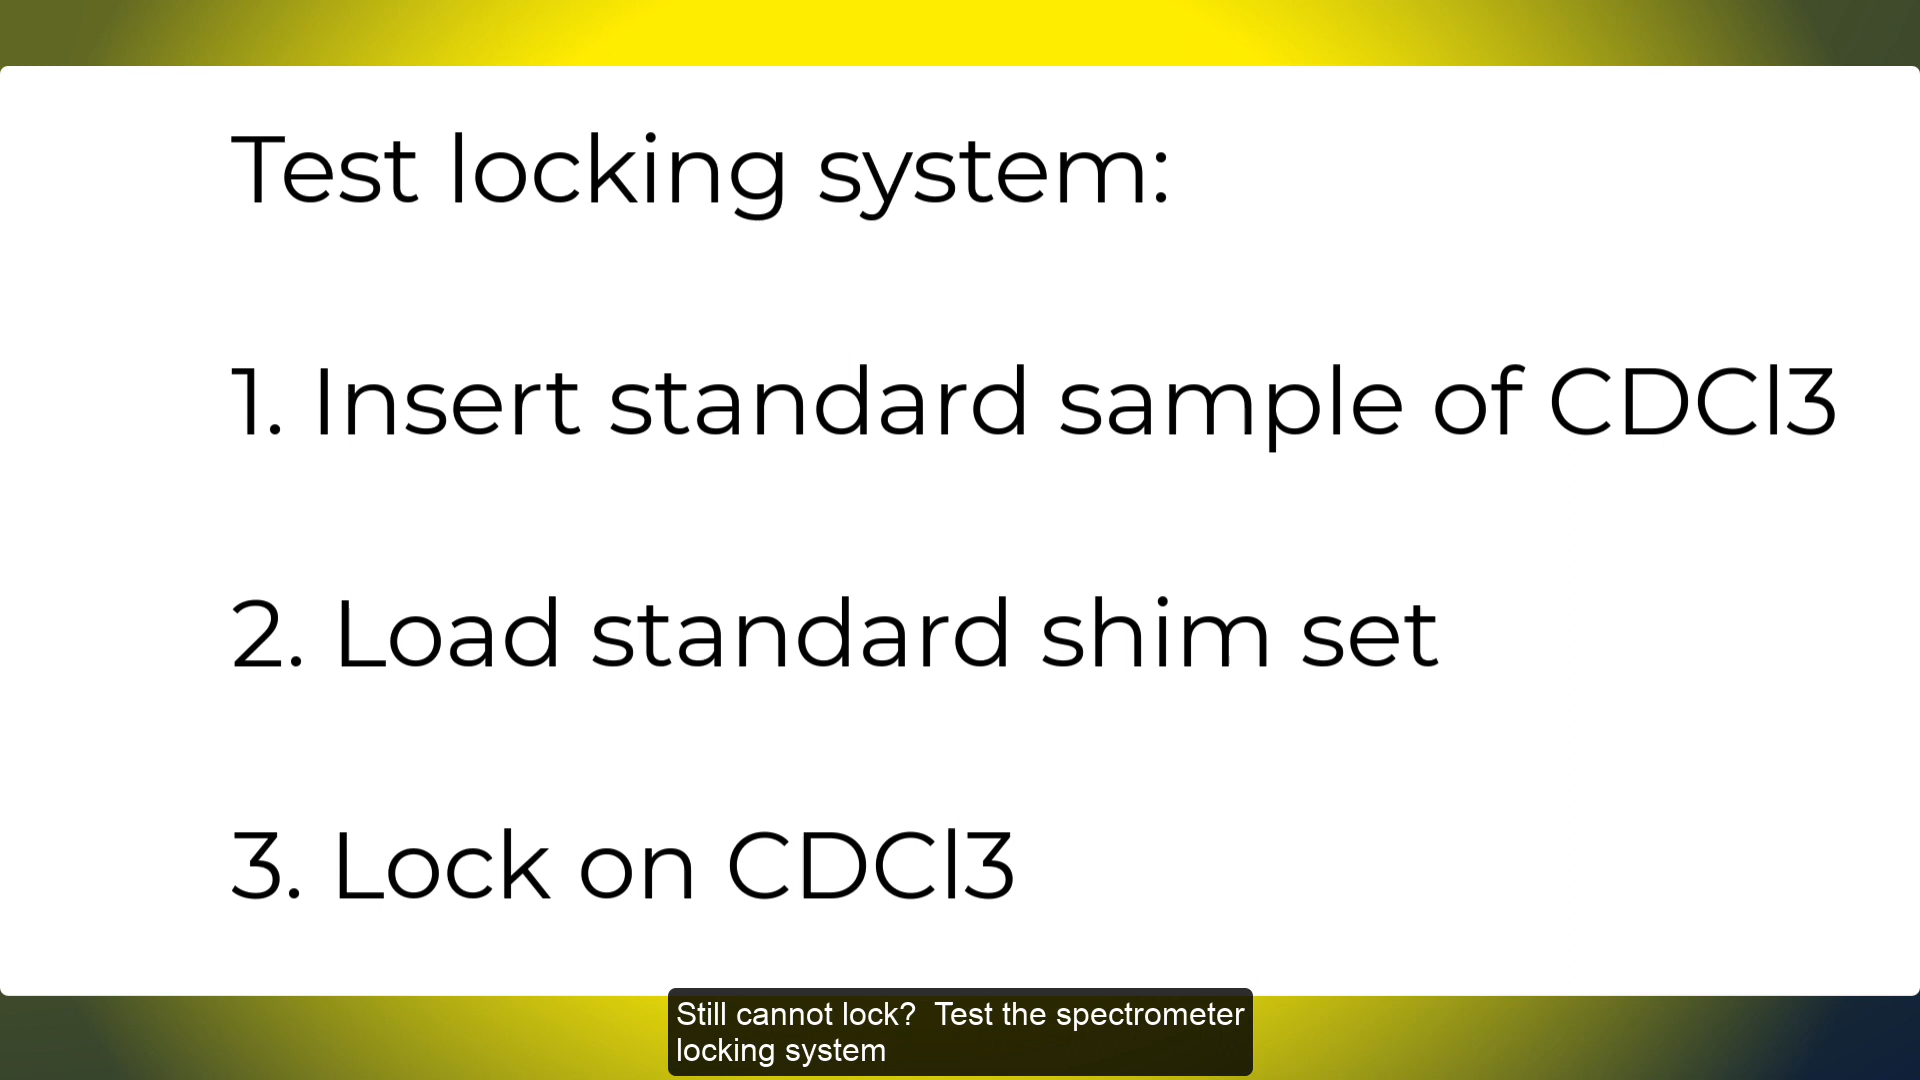 Test locking system:
1. Insert standard sample of CDCl3
2. Load standard shim set
3. Lock on CDCl3
Still cannot lock?  Test the spectrometer
locking system